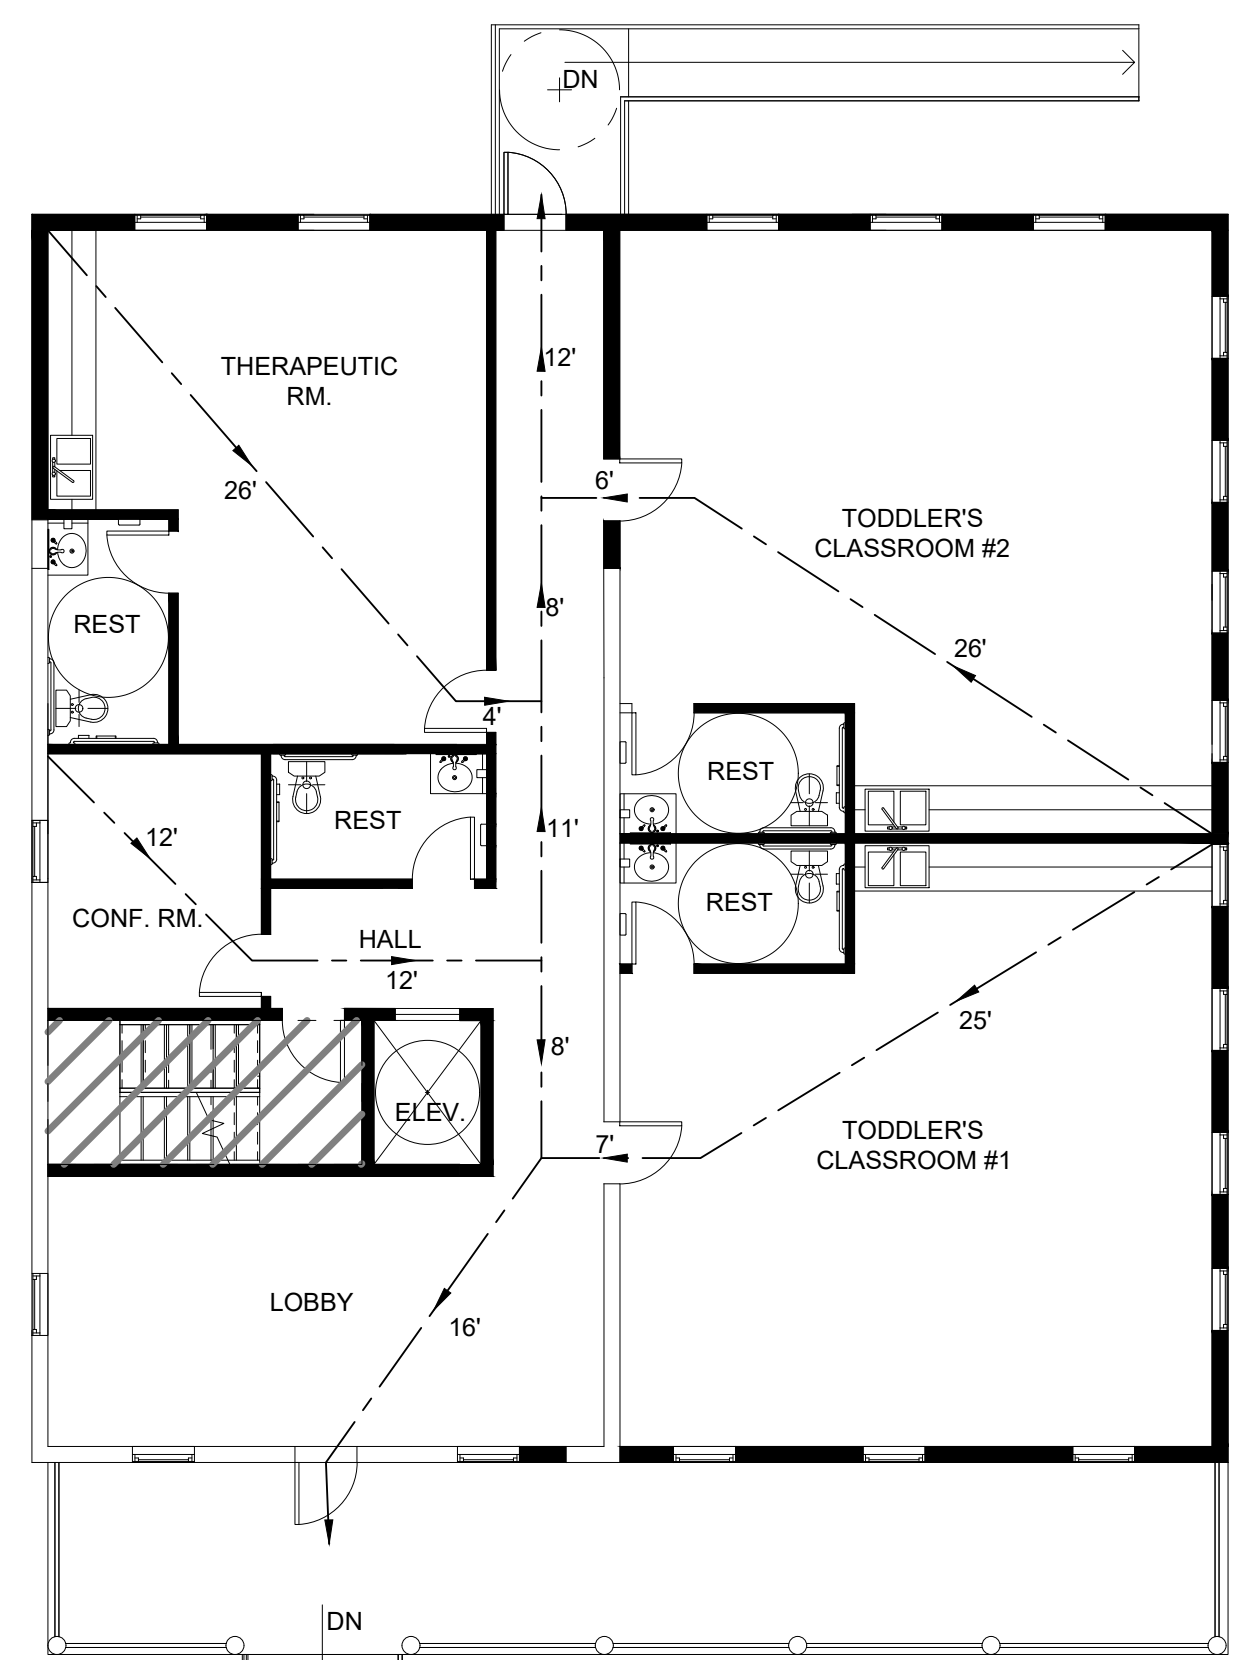 DN
12'
THERAPEUTIC
RM.
26'
6'
TODDLER'S
CLASSROOM #2
8'
REST
26'
4'
REST
12'
REST
11'
REST
CONF. RM.
HALL
12'
25'
8'
ELEV.
7'
TODDLER'S
CLASSROOM #1
LOBBY
16'
DN